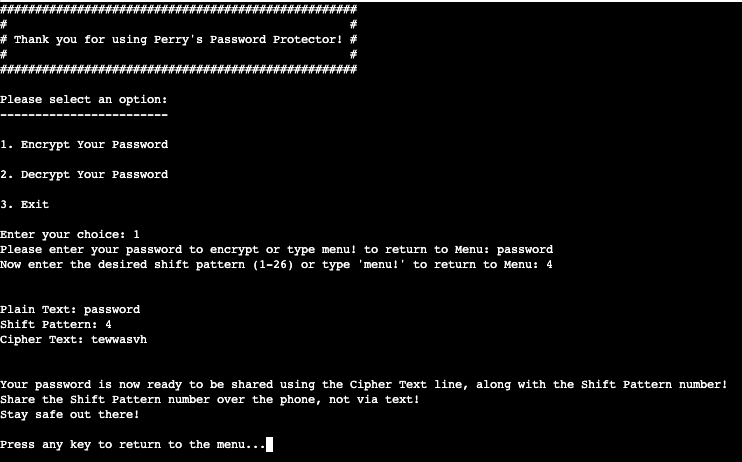 ###################################################
#                                                 #
# Thank you for using Perry's Password Protector! #
#                                                 #
###################################################
Please select an option:
------------------------
1. Encrypt Your Password
2. Decrypt Your Password
3. Exit
Enter your choice: 1
Please enter your password to encrypt or type menu! to return to Menu: password
Now enter the desired shift pattern (1-26) or type 'menu!' to return to Menu: 4
Plain Text: password
Shift Pattern: 4
Cipher Text: tewwasvh
Your password is now ready to be shared using the Cipher Text line, along with the Shift Pattern number!
Share the Shift Pattern number over the phone, not via text!
Stay safe out there!
Press any key to return to the menu...